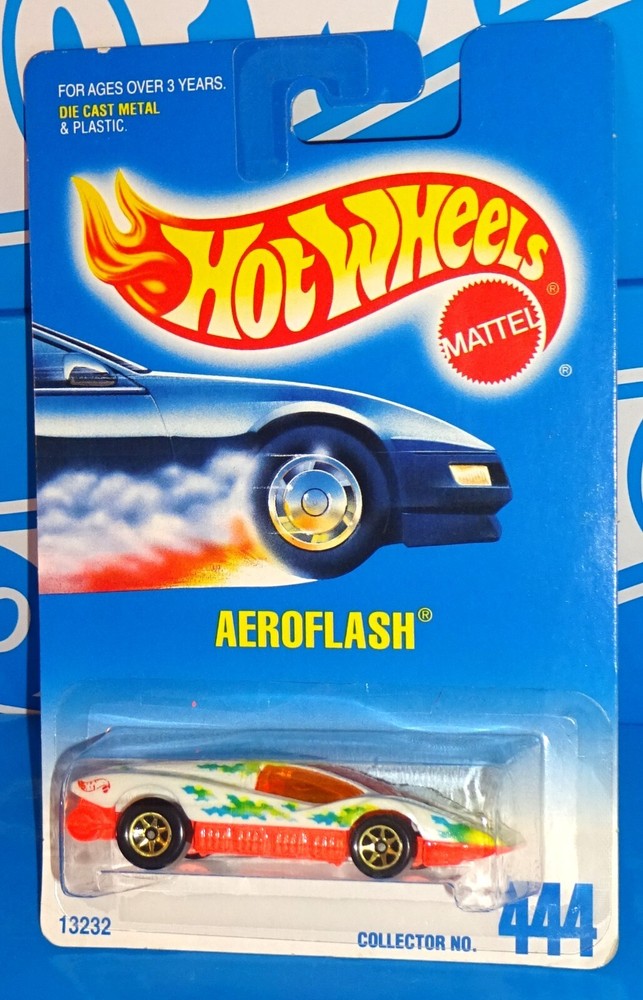 FOR AGES OVER 3 YEARS.
DIE CAST METAL
& PLASTIC.
HOT WHEELS®
MATTEL
®
AEROFLASH®
13232
COLLECTOR NO. 444